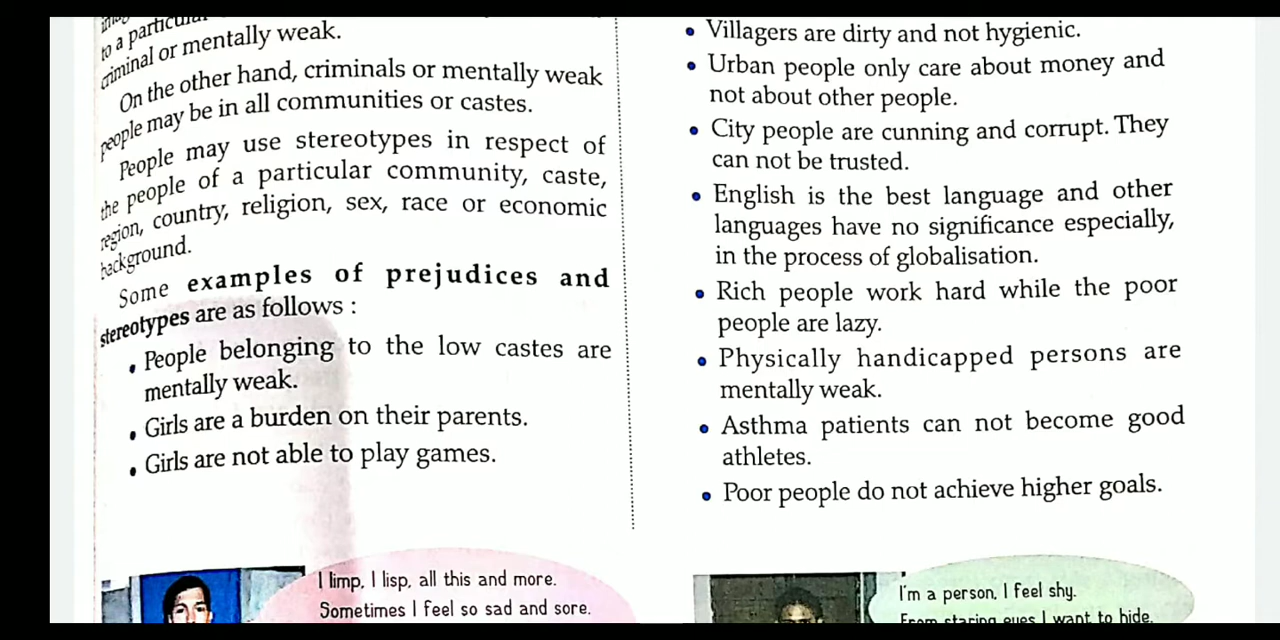 to a particular
criminal or mentally weak.
On the other hand, criminals or mentally weak
people may be in all communities or castes.
People may use stereotypes in respect of
the people of a particular community, caste,
region, country, religion, sex, race or economic
background.
Some examples of prejudices and
stereotypes are as follows :
• People belonging to the low castes are
mentally weak.
• Girls are a burden on their parents.
• Girls are not able to play games.
• Villagers are dirty and not hygienic.
• Urban people only care about money and
not about other people.
• City people are cunning and corrupt. They
can not be trusted.
• English is the best language and other
languages have no significance especially,
in the process of globalisation.
• Rich people work hard while the poor
people are lazy.
• Physically handicapped persons are
mentally weak.
• Asthma patients can not become good
athletes.
• Poor people do not achieve higher goals.
I limp, I lisp, all this and more.
Sometimes I feel so sad and sore.
I'm a person, I feel shy.
From staring eyes I want to hide.